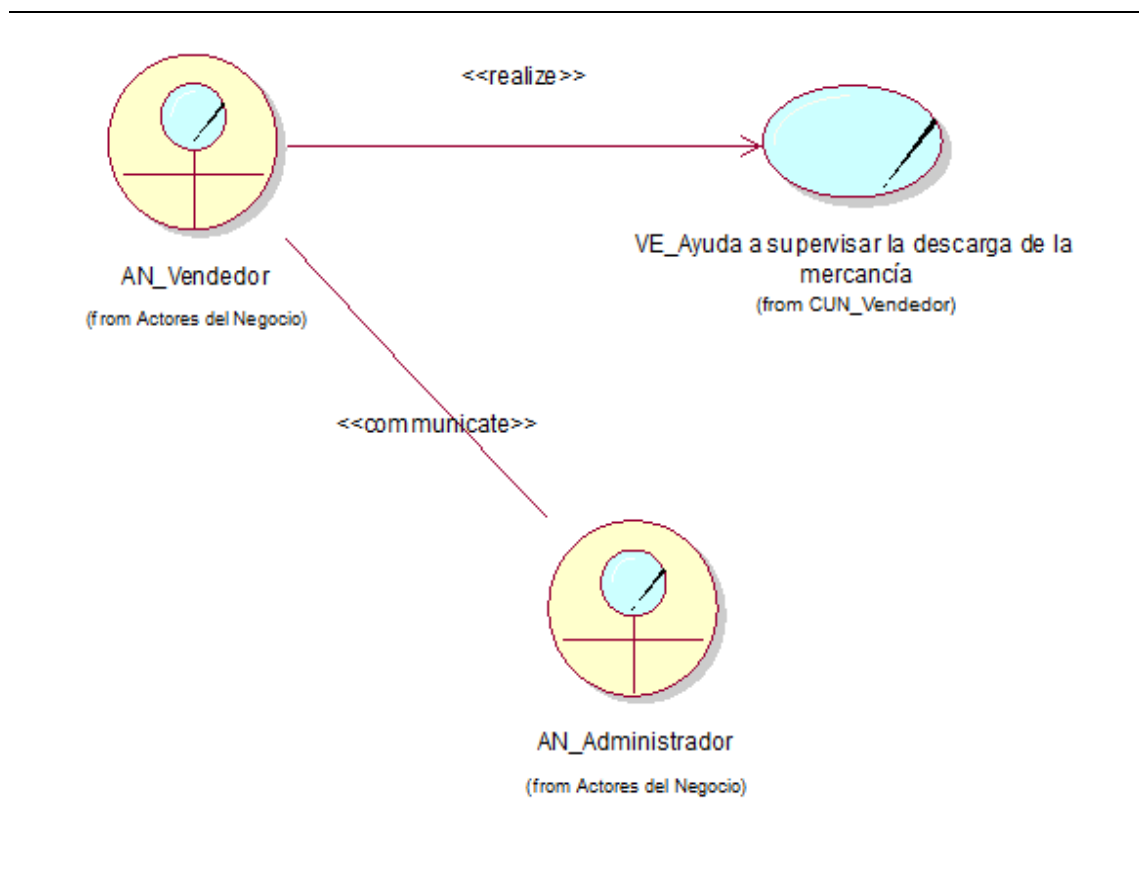 <<realize>>
AN_Vendedor
(from Actores del Negocio)
VE_Ayuda a supervisar la descarga de la
mercancía
(from CUN_Vendedor)
<<communicate>>
AN_Administrador
(from Actores del Negocio)